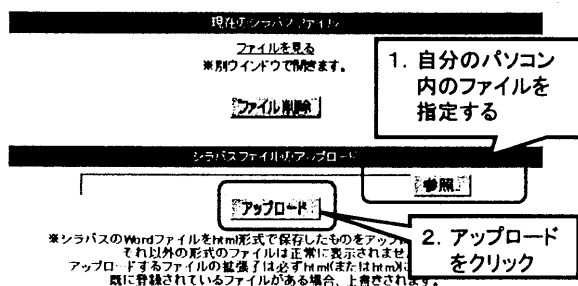 現在のシラバスファイル
ファイルを見る
※別ウインドウで開きます。
ファイル削除
1. 自分のパソコン
内のファイルを
指定する
シラバスファイルのアップロード
参照...
アップロード
2. アップロード
をクリック
※シラバスのWordファイルをhtml形式で保存したものをアップ
それ以外の形式のファイルは正常に表示されませ
アップロードするファイルの拡張子は必ずhtml(またはhtm)に
既に登録されているファイルがある場合、上書きされます。